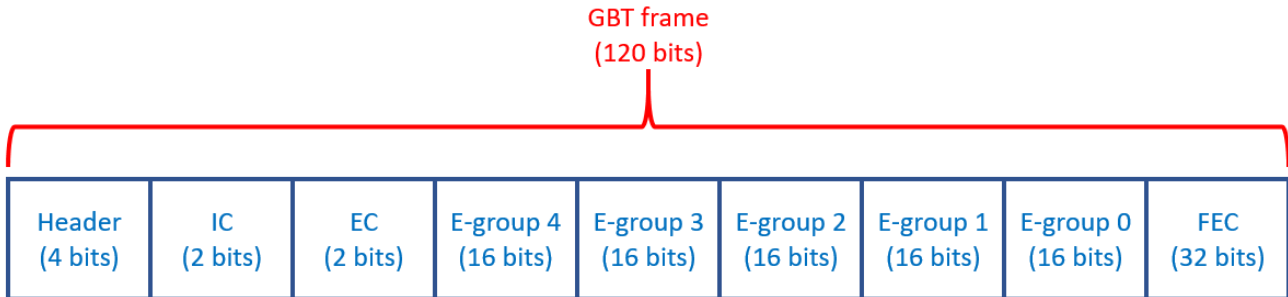 GBT frame
(120 bits)
Header
(4 bits)
IC
(2 bits)
EC
(2 bits)
E-group 4
(16 bits)
E-group 3
(16 bits)
E-group 2
(16 bits)
E-group 1
(16 bits)
E-group 0
(16 bits)
FEC
(32 bits)